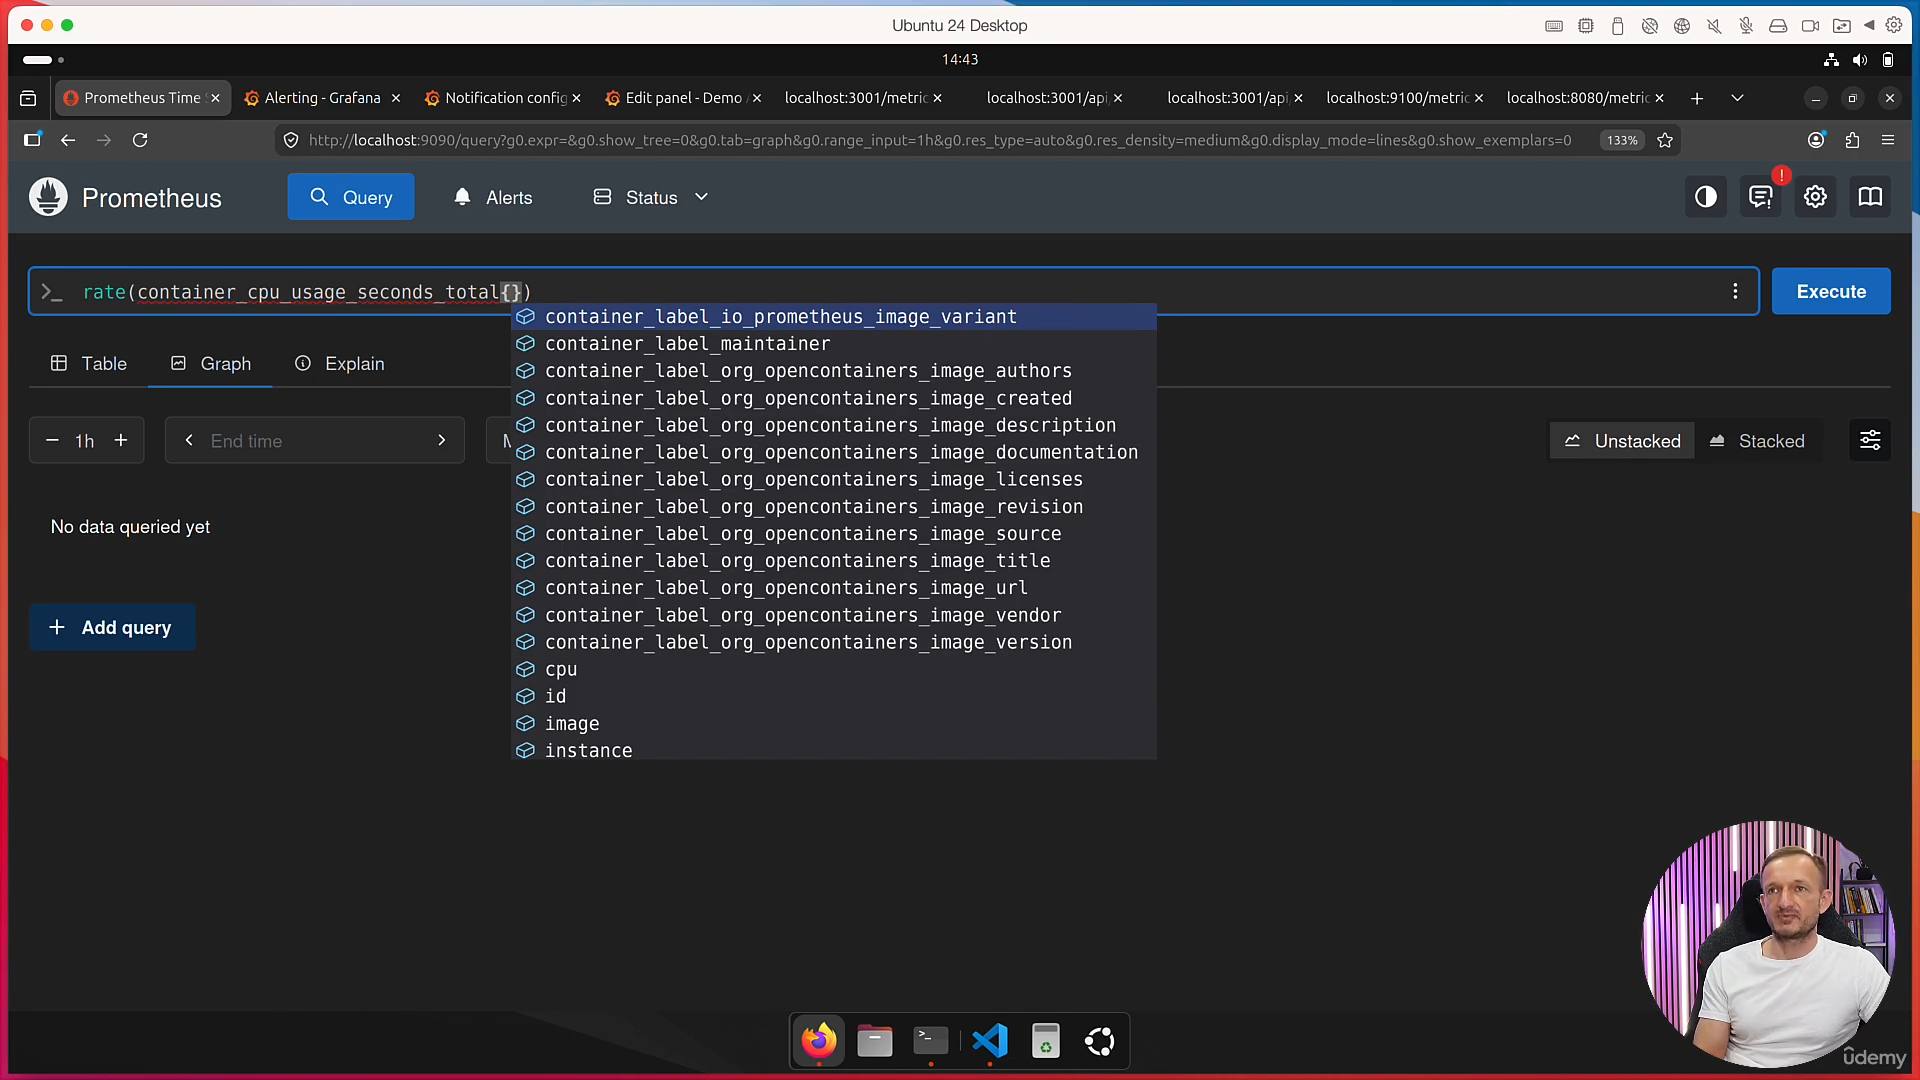 Ubuntu 24 Desktop
14:43
Prometheus Time
Alerting - Grafana
Notification config
Edit panel - Demo
localhost:3001/metric
localhost:3001/api/
localhost:3001/api/
localhost:9100/metric
localhost:8080/metric
http://localhost:9090/query?g0.expr=&g0.show_tree=0&g0.tab=graph&g0.range_input=1h&g0.res_type=auto&g0.res_density=medium&g0.display_mode=lines&g0.show_exemplars=0
133%
Prometheus
Query
Alerts
Status
!
>_ rate(container_cpu_usage_seconds_total{})
Execute
container_label_io_prometheus_image_variant
container_label_maintainer
container_label_org_opencontainers_image_authors
container_label_org_opencontainers_image_created
container_label_org_opencontainers_image_description
container_label_org_opencontainers_image_documentation
container_label_org_opencontainers_image_licenses
container_label_org_opencontainers_image_revision
container_label_org_opencontainers_image_source
container_label_org_opencontainers_image_title
container_label_org_opencontainers_image_url
container_label_org_opencontainers_image_vendor
container_label_org_opencontainers_image_version
cpu
id
image
instance
Table
Graph
Explain
− 1h +
End time
Unstacked
Stacked
No data queried yet
+ Add query
ûdemy